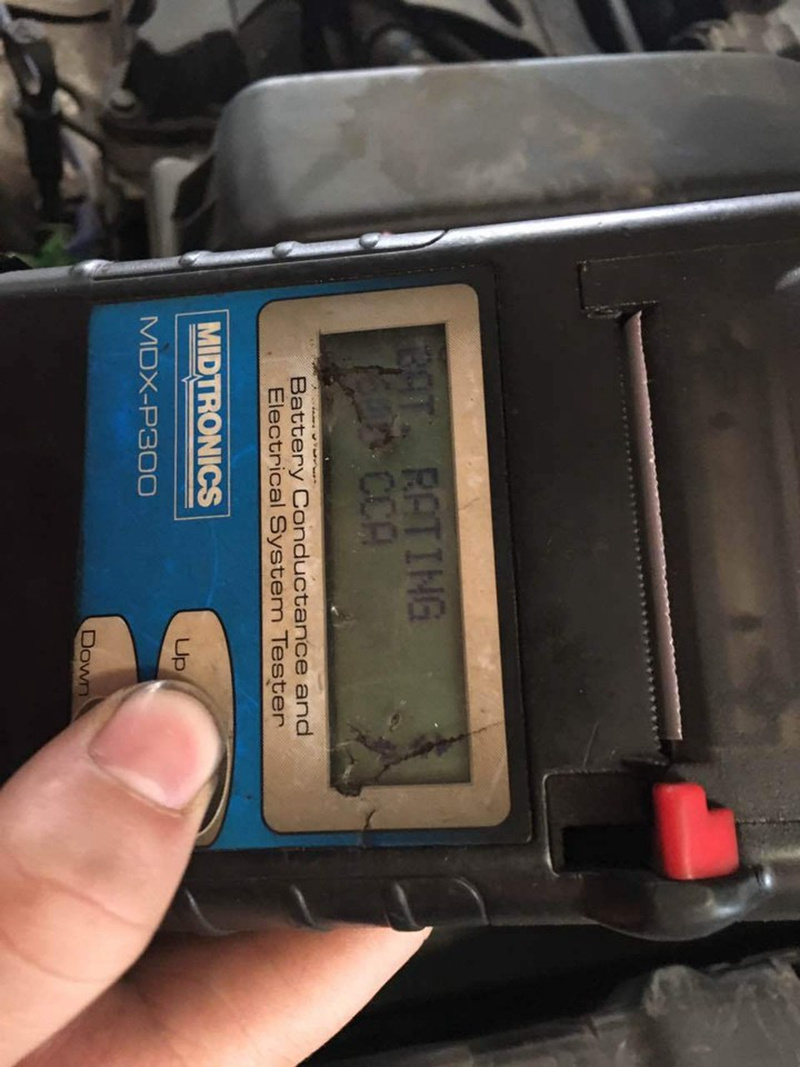 BAT. RATING
CCA
Battery Conductance and
Electrical System Tester
MIDTRONICS
MDX-P300
Up
Down